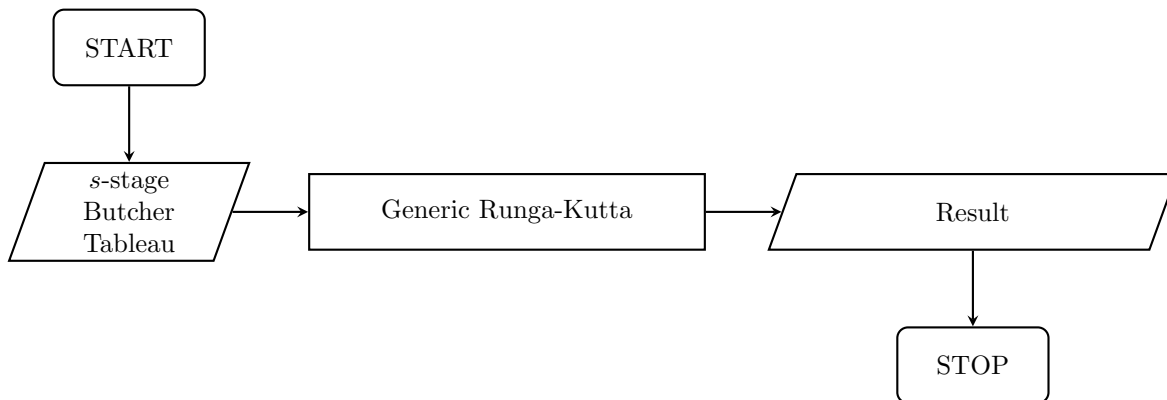 START
s-stage
Butcher
Tableau
Generic Runga-Kutta
Result
STOP